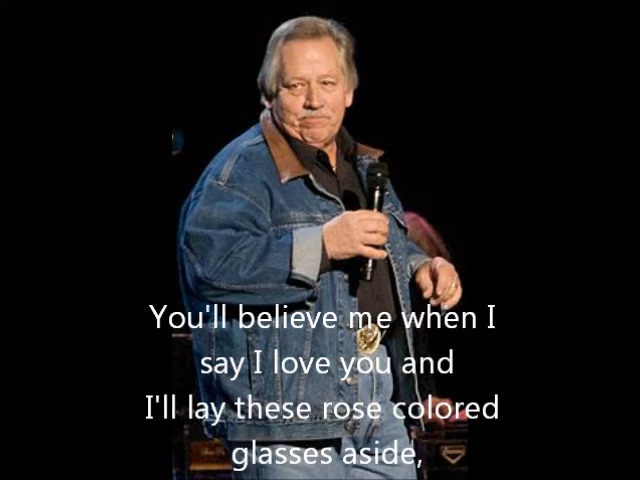 You'll believe me when I
say I love you and
I'll lay these rose colored
glasses aside,